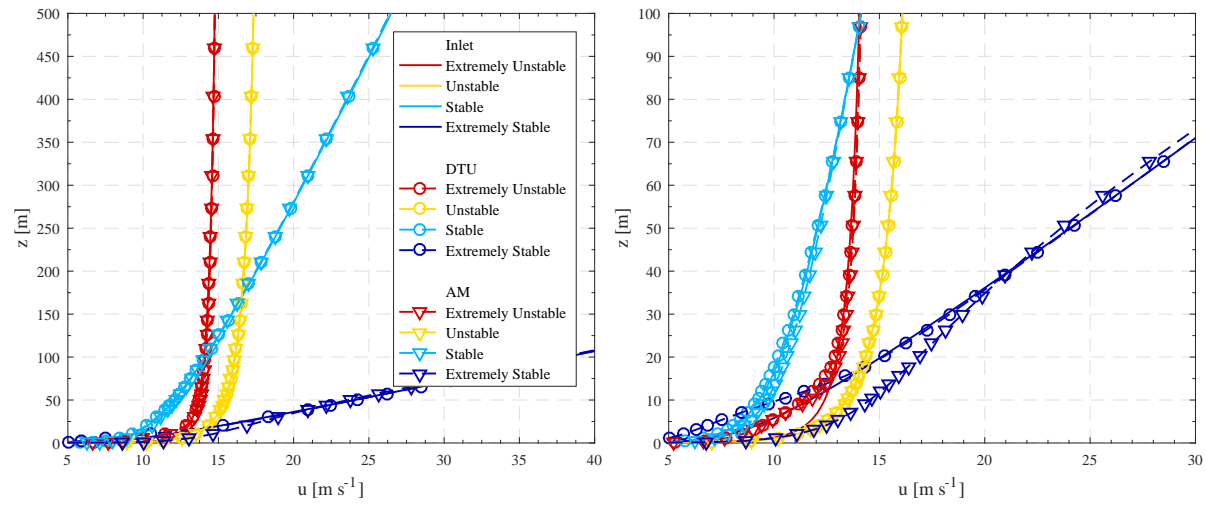 500
450
400
350
300
250
200
150
100
50
0
z [m]
5
10
15
20
25
30
35
40
u [m s⁻¹]
Inlet
Extremely Unstable
Unstable
Stable
Extremely Stable
DTU
Extremely Unstable
Unstable
Stable
Extremely Stable
AM
Extremely Unstable
Unstable
Stable
Extremely Stable
100
90
80
70
60
50
40
30
20
10
0
z [m]
5
10
15
20
25
30
u [m s⁻¹]